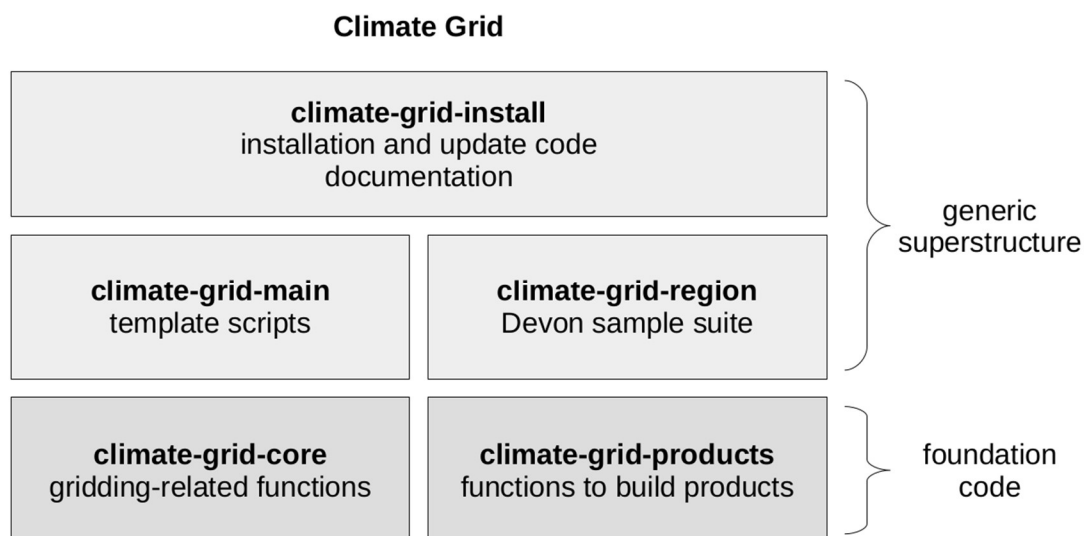 Climate Grid
climate-grid-install
installation and update code
documentation
generic
superstructure
climate-grid-main
template scripts
climate-grid-region
Devon sample suite
climate-grid-core
gridding-related functions
climate-grid-products
functions to build products
foundation
code